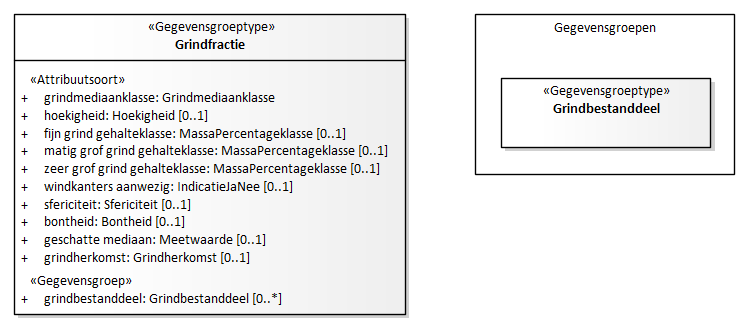 «Gegevensgroeptype»
Grindfractie
«Attribuutsoort»
+ grindmediaanklasse: Grindmediaanklasse
+ hoekigheid: Hoekigheid [0..1]
+ fijn grind gehalteklasse: MassaPercentageklasse [0..1]
+ matig grof grind gehalteklasse: MassaPercentageklasse [0..1]
+ zeer grof grind gehalteklasse: MassaPercentageklasse [0..1]
+ windkanters aanwezig: IndicatieJaNee [0..1]
+ sfericiteit: Sfericiteit [0..1]
+ bontheid: Bontheid [0..1]
+ geschatte mediaan: Meetwaarde [0..1]
+ grindherkomst: Grindherkomst [0..1]
«Gegevensgroep»
+ grindbestanddeel: Grindbestanddeel [0..*]
Gegevensgroepen
«Gegevensgroeptype»
Grindbestanddeel